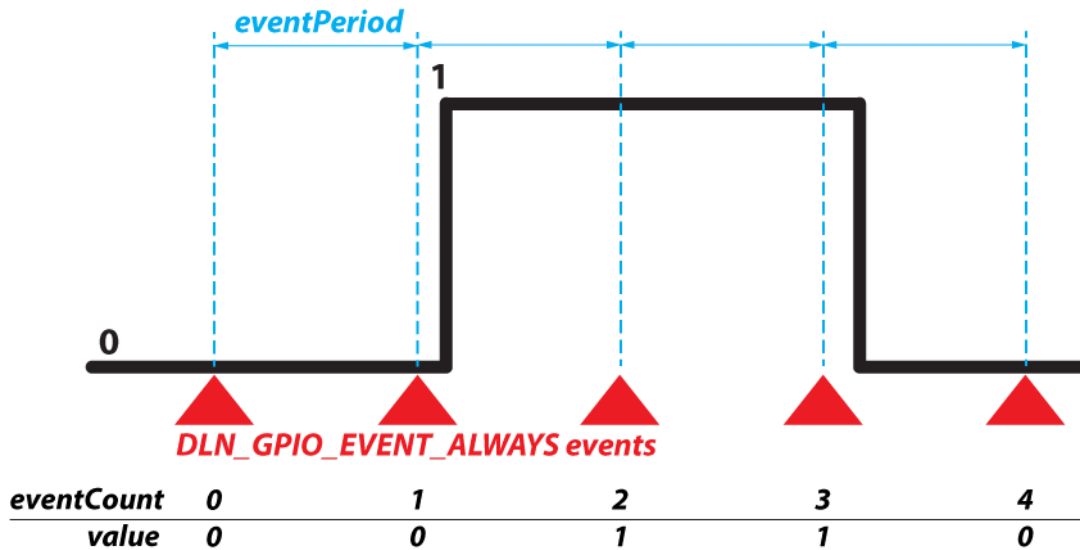 eventPeriod
1
0
DLN_GPIO_EVENT_ALWAYS events
eventCount 0 1 2 3 4
value 0 0 1 1 0